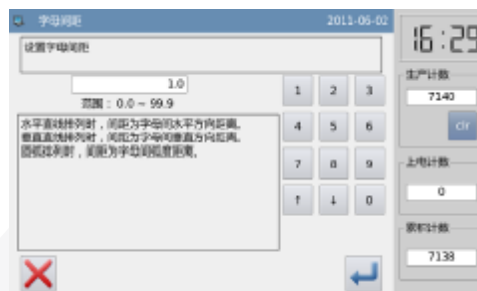 字母间距
2011-06-02
设置字母间距
1.0
范围：0.0 ~ 99.9
水平直线排列时，间距为字母间水平方向距离。
垂直直线排列时，间距为字母间垂直方向距离。
圆弧排列时，间距为字母间弧度距离。
1 2 3
4 5 6
7 8 9
↑ ↓ 0
16:29
生产计数
7140
clr
上电计数
0
累积计数
7138